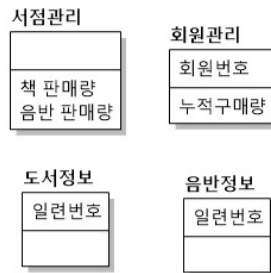 서점관리
책 판매량
음반 판매량
회원관리
회원번호
누적구매량
도서정보
일련번호
음반정보
일련번호